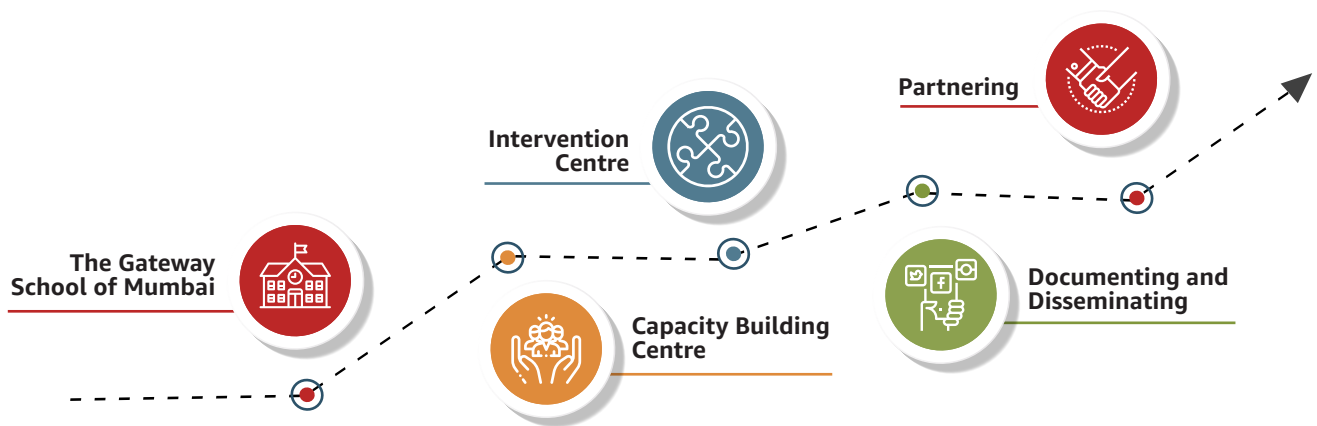 The Gateway
School of Mumbai
Capacity Building
Centre
Intervention
Centre
Documenting and
Disseminating
Partnering